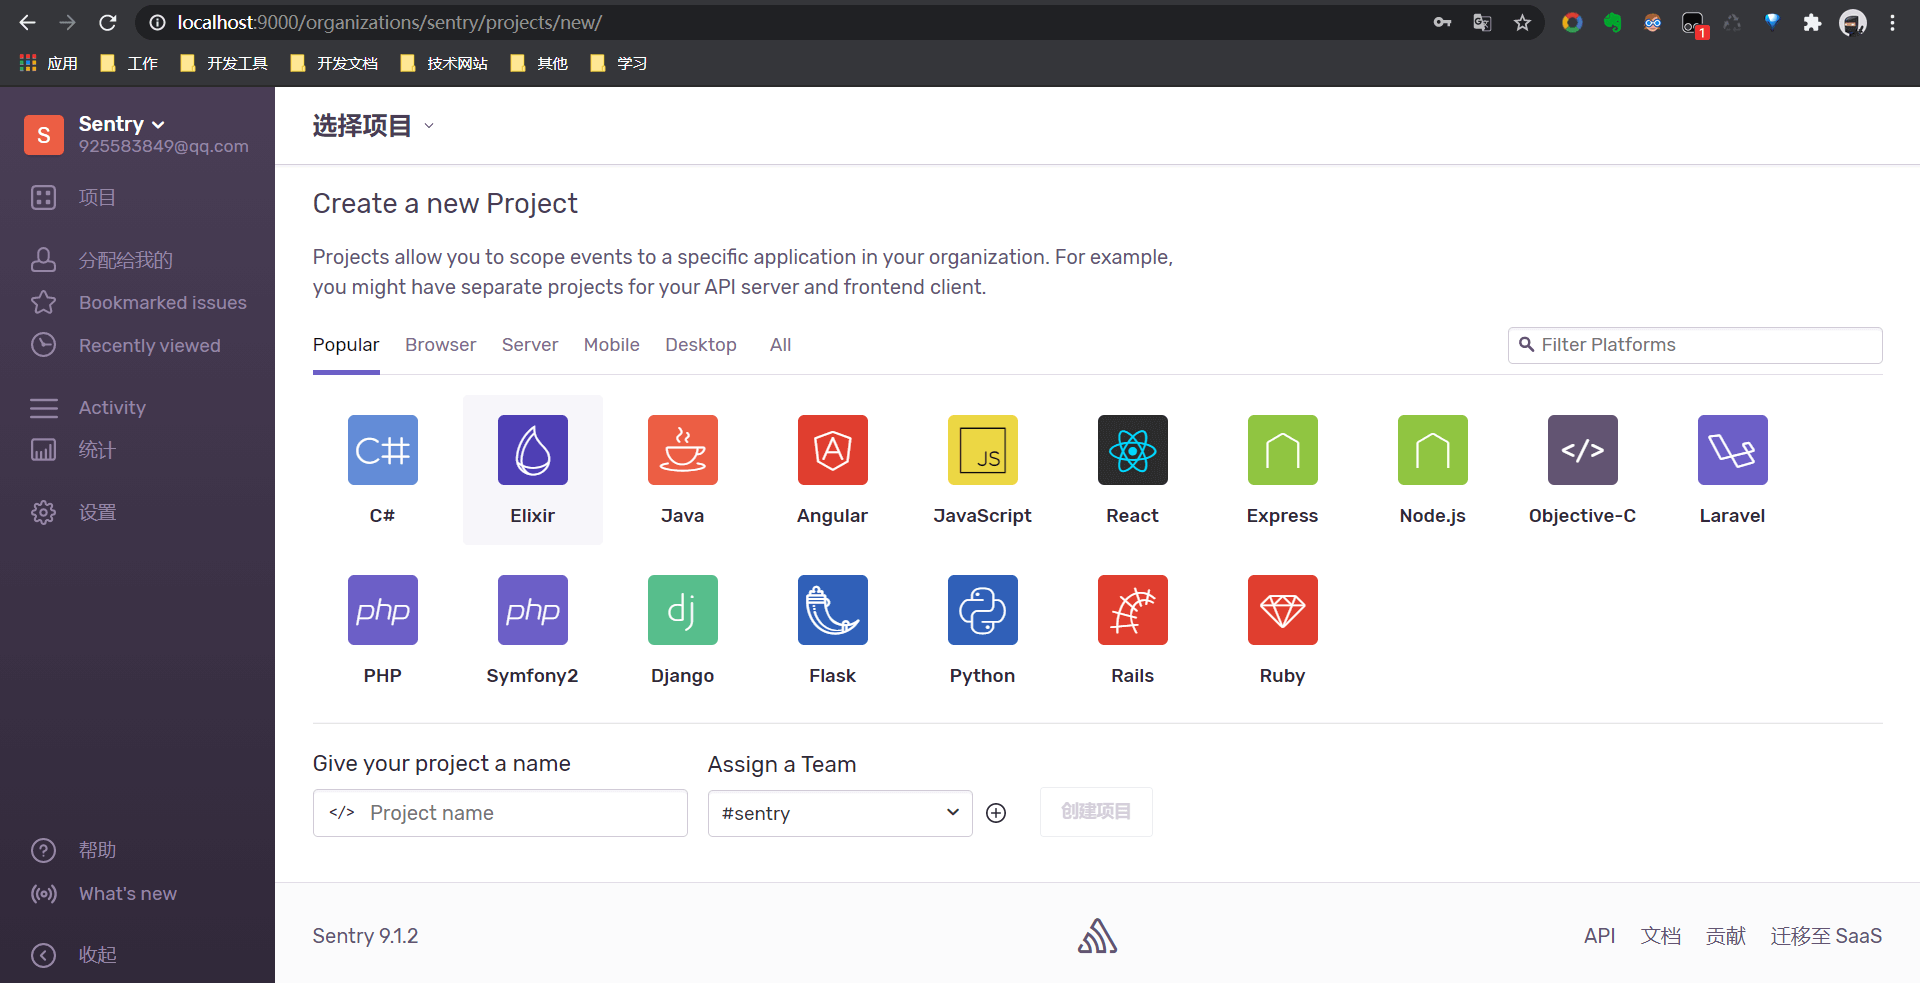 localhost:9000/organizations/sentry/projects/new/
1
应用 工作 开发工具 开发文档 技术网站 其他 学习
S
Sentry
925583849@qq.com
项目
分配给我的
Bookmarked issues
Recently viewed
Activity
统计
设置
帮助
What's new
收起
选择项目
Create a new Project
Projects allow you to scope events to a specific application in your organization. For example,
you might have separate projects for your API server and frontend client.
Popular Browser Server Mobile Desktop All
Filter Platforms
C# JS </>
C# Elixir Java Angular JavaScript React Express Node.js Objective-C Laravel
php php dj
PHP Symfony2 Django Flask Python Rails Ruby
Give your project a name
Assign a Team
</> Project name
#sentry
创建项目
Sentry 9.1.2
API 文档 贡献 迁移至 SaaS